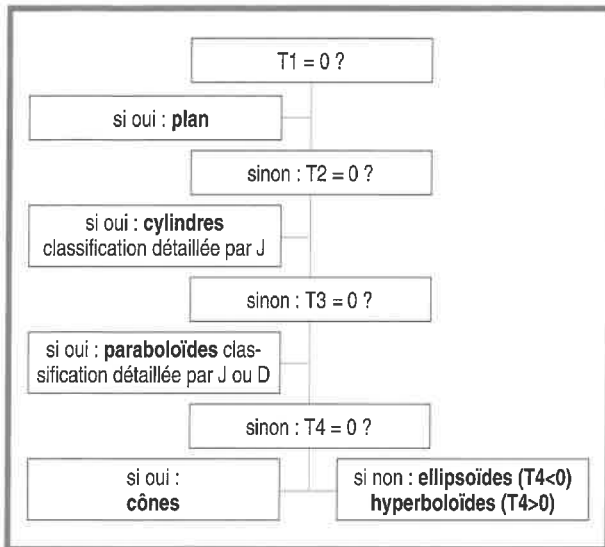 T1 = 0 ?
si oui : plan
sinon : T2 = 0 ?
si oui : cylindres
classification détaillée par J
sinon : T3 = 0 ?
si oui : paraboloïdes clas-
sification détaillée par J ou D
sinon : T4 = 0 ?
si oui :
cônes
si non : ellipsoïdes (T4<0)
hyperboloïdes (T4>0)